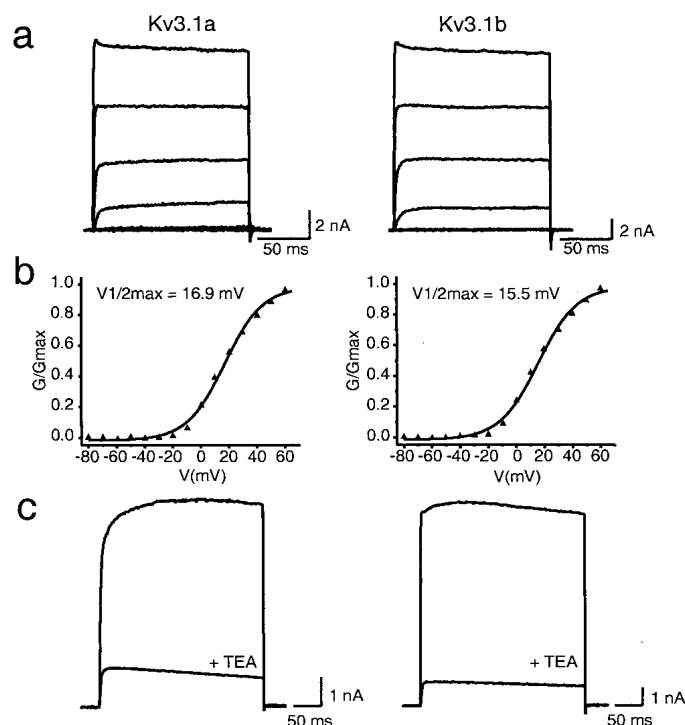 a
Kv3.1a
Kv3.1b
2 nA
50 ms
2 nA
50 ms
b
V1/2max = 16.9 mV
G/Gmax
1.0
0.8
0.6
0.4
0.2
0.0
-80 -60 -40 -20 0 20 40 60
V(mV)
V1/2max = 15.5 mV
G/Gmax
1.0
0.8
0.6
0.4
0.2
0.0
-80 -60 -40 -20 0 20 40 60
V(mV)
c
+ TEA
1 nA
50 ms
+ TEA
1 nA
50 ms